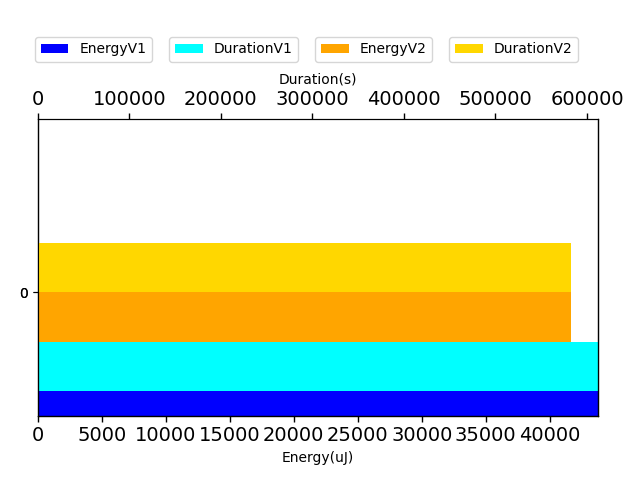 EnergyV1 DurationV1 EnergyV2 DurationV2
Duration(s)
0 100000 200000 300000 400000 500000 600000
0
0 5000 10000 15000 20000 25000 30000 35000 40000
Energy(uJ)